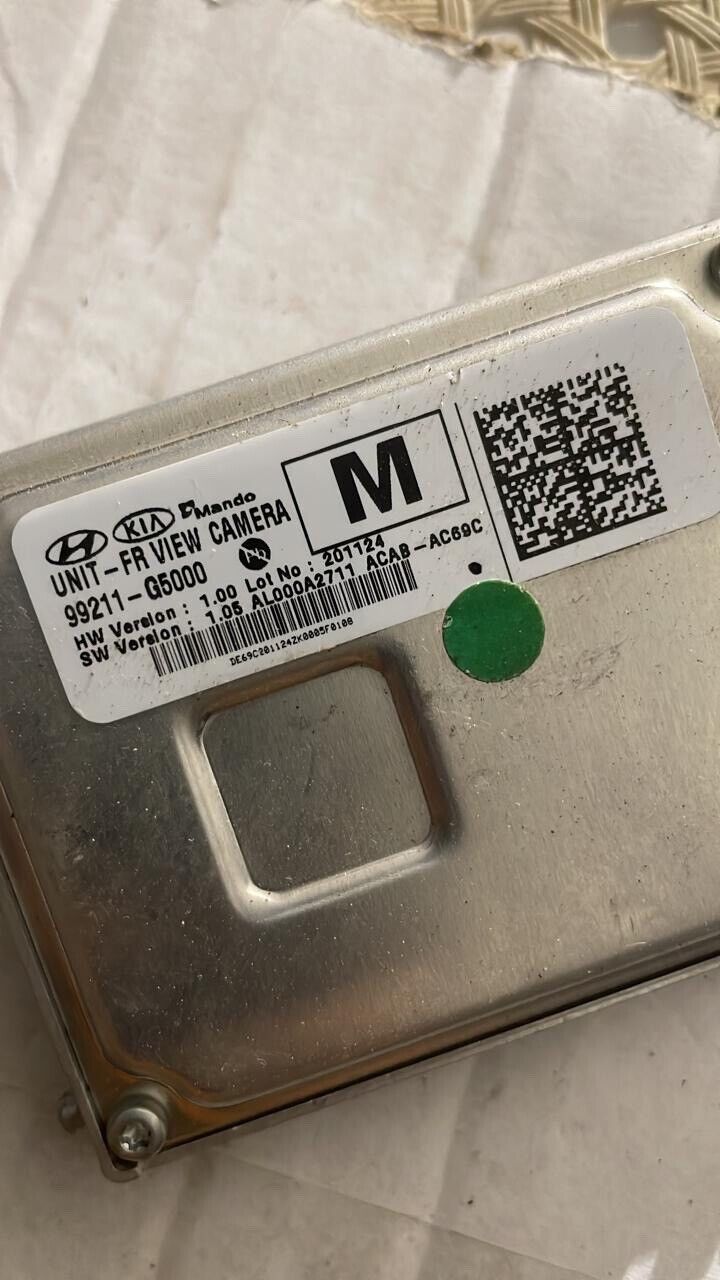 KIA Mando
UNIT-FR VIEW CAMERA
99211-G5000
M
HW Version : 1.00 Lot No : 201124
SW Version : 1.05 AL000A2711 ACAB-AC69C
DE69C201124ZK0005F0108